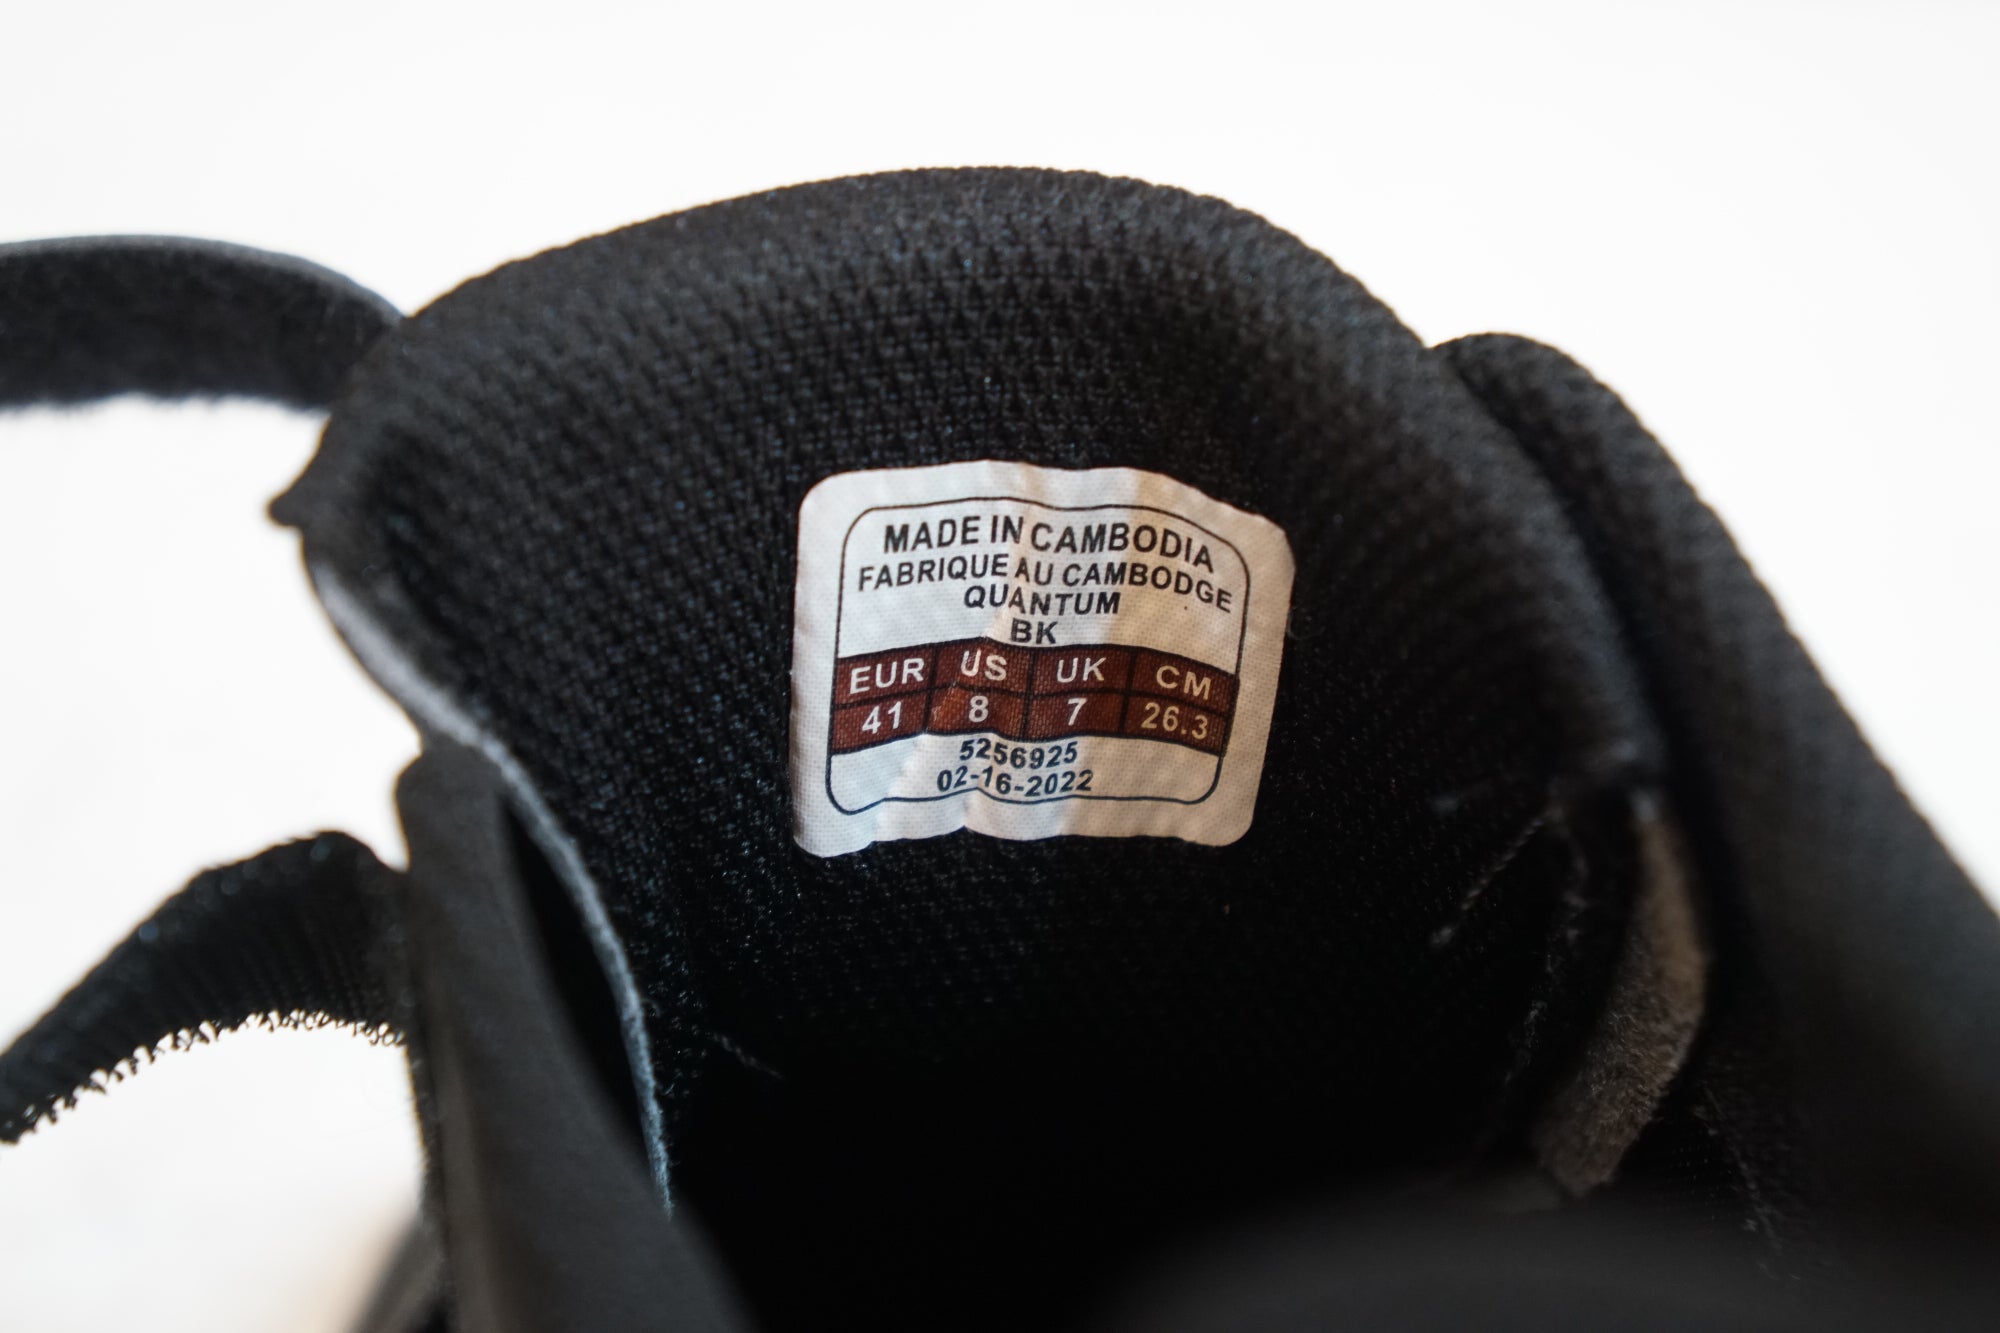 MADE IN CAMBODIA
FABRIQUE AU CAMBODGE
QUANTUM
BK
EUR US UK CM
41 8 7 26.3
5256925
02-16-2022